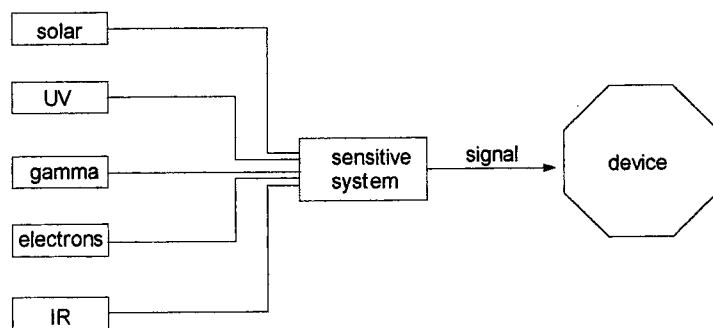 solar
UV
gamma
electrons
IR
sensitive
system
signal
device